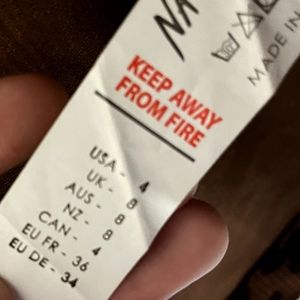 NA
MADE IN
KEEP AWAY
FROM FIRE
USA - 4
UK - 8
AUS - 8
NZ - 8
CAN - 4
EU FR - 36
EU DE - 34